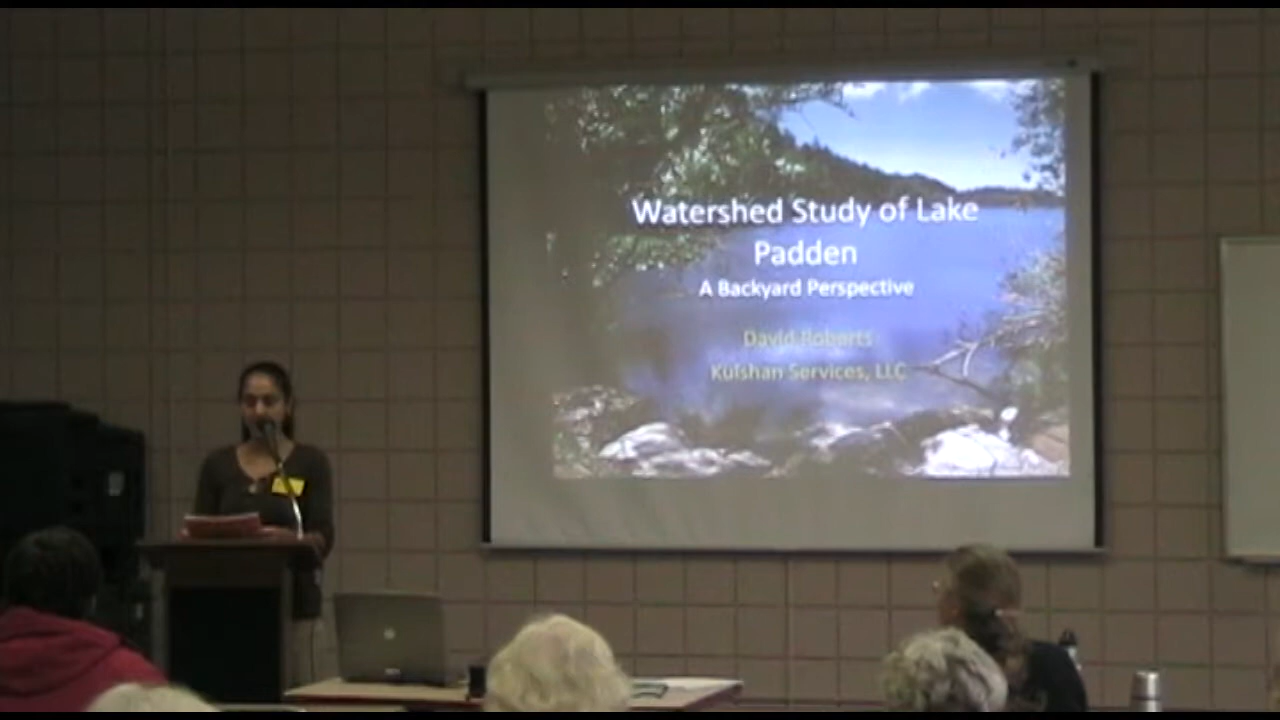 Watershed Study of Lake
Padden
A Backyard Perspective
David Roberts
Kulshan Services, LLC